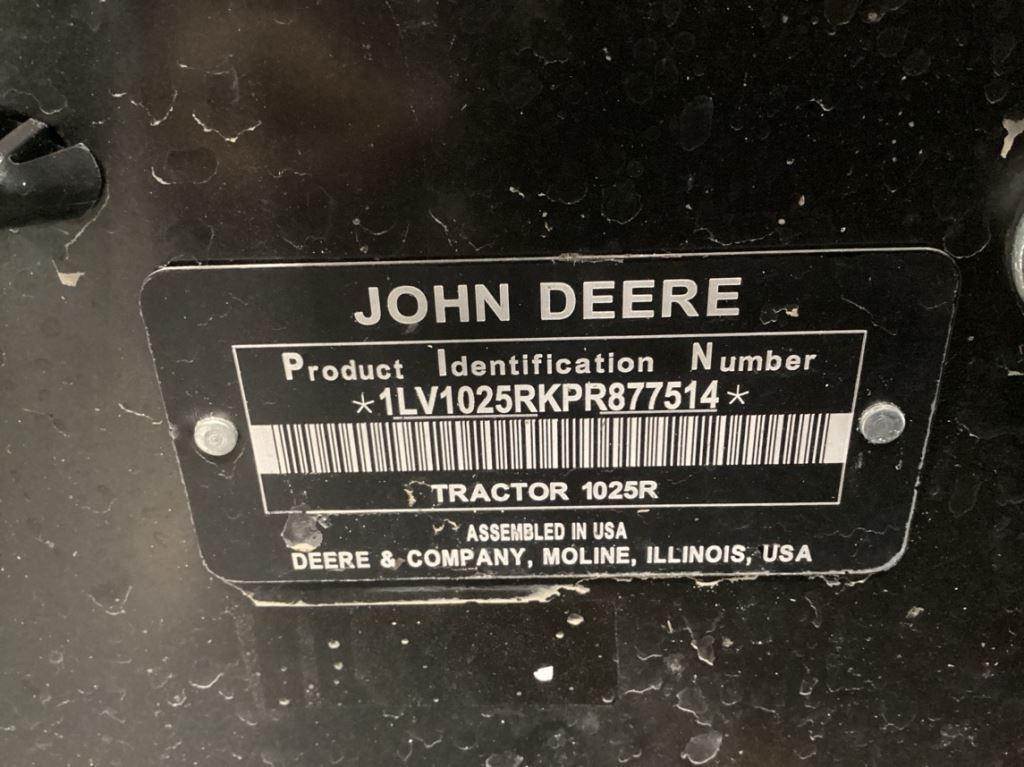 JOHN DEERE
Product Identification Number
*1LV1025RKPR877514*
TRACTOR 1025R
ASSEMBLED IN USA
DEERE & COMPANY, MOLINE, ILLINOIS, USA